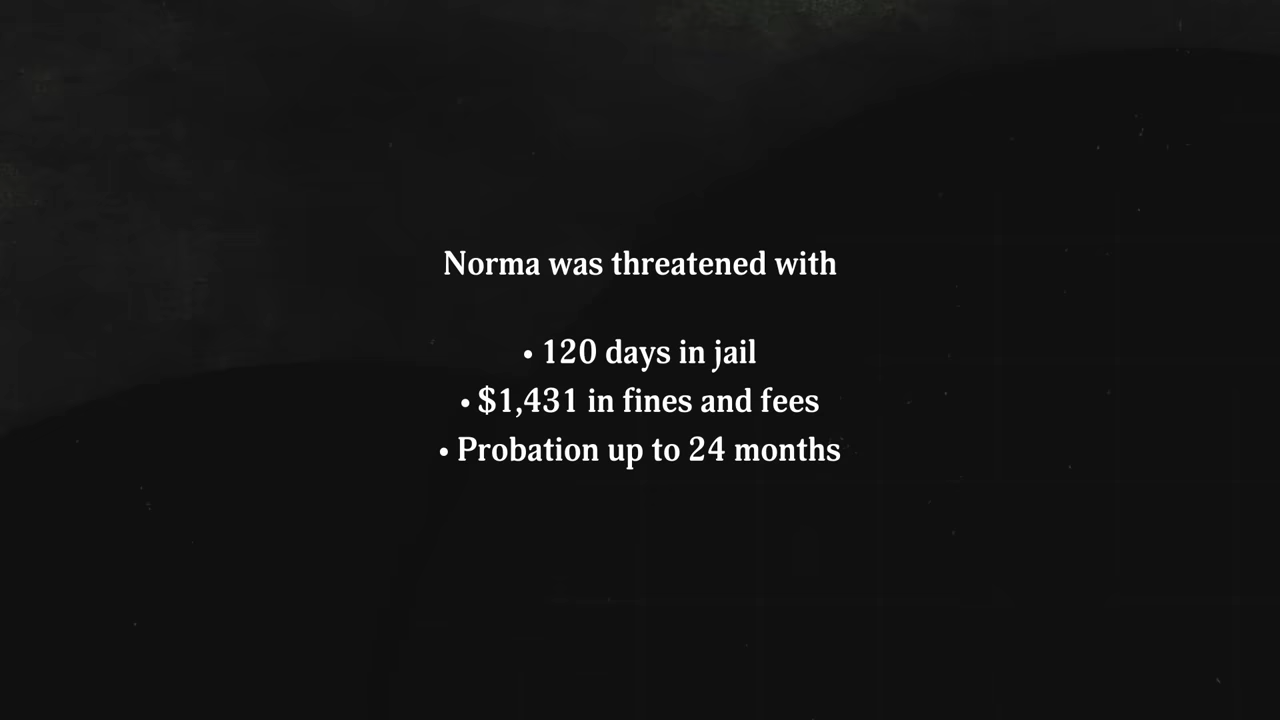 Norma was threatened with
• 120 days in jail
• $1,431 in fines and fees
• Probation up to 24 months